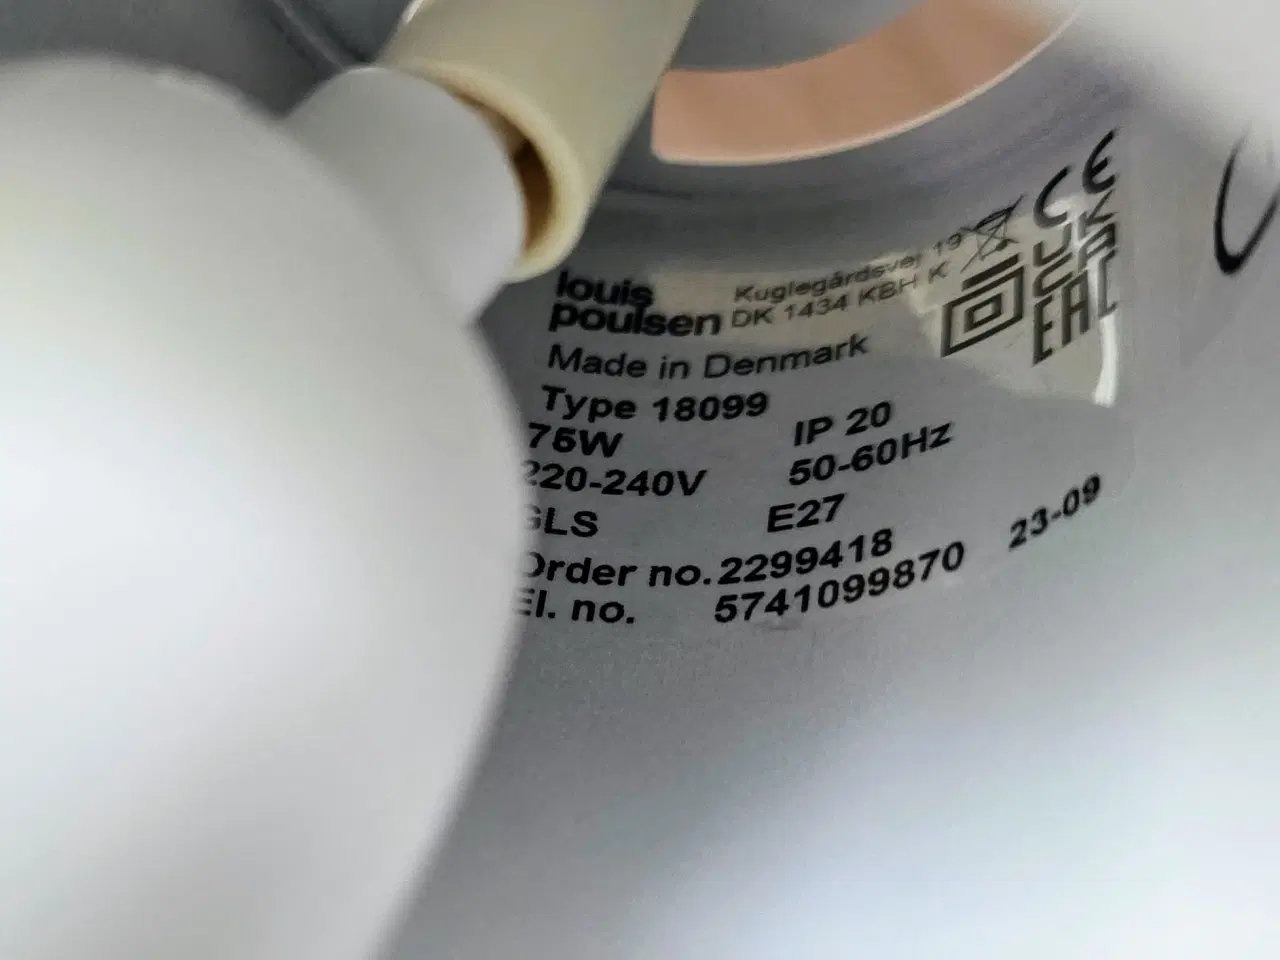 louis
poulsen
Kuglegårdsvej 19
DK 1434 KBH K
CE
UK
CA
EAC
Made in Denmark
Type 18099
75W IP 20
220-240V 50-60Hz
GLS E27
Order no. 2299418
El. no. 5741099870 23-09